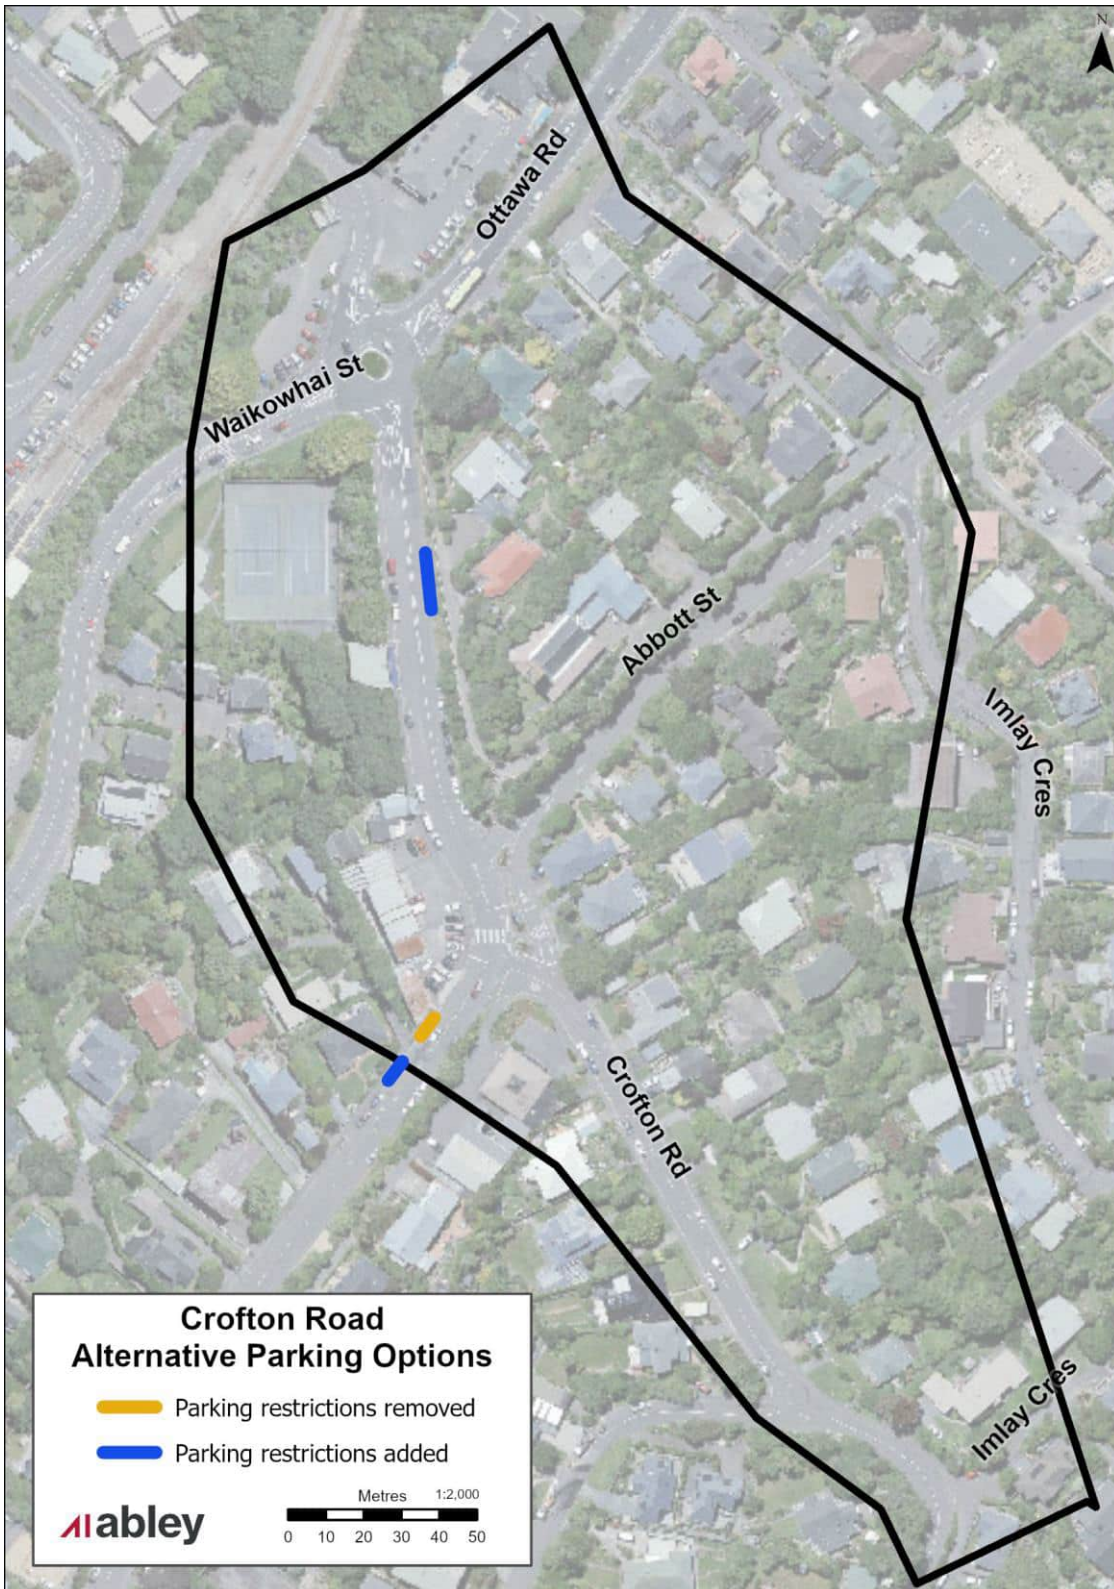 N
Ottawa Rd
Waikowhai St
Abbott St
Imlay Cres
Crofton Rd
Imlay Cres
Crofton Road
Alternative Parking Options
Parking restrictions removed
Parking restrictions added
abley
Metres 1:2,000
0 10 20 30 40 50